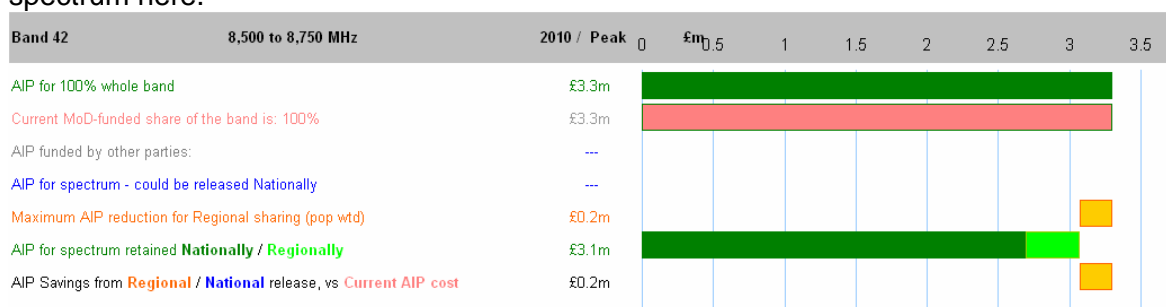 spectrum here.
Band 42 8,500 to 8,750 MHz 2010 / Peak 0 £m 0.5 1 1.5 2 2.5 3 3.5
AIP for 100% whole band £3.3m
Current MoD-funded share of the band is: 100% £3.3m
AIP funded by other parties: ---
AIP for spectrum - could be released Nationally ---
Maximum AIP reduction for Regional sharing (pop wtd) £0.2m
AIP for spectrum retained Nationally / Regionally £3.1m
AIP Savings from Regional / National release, vs Current AIP cost £0.2m